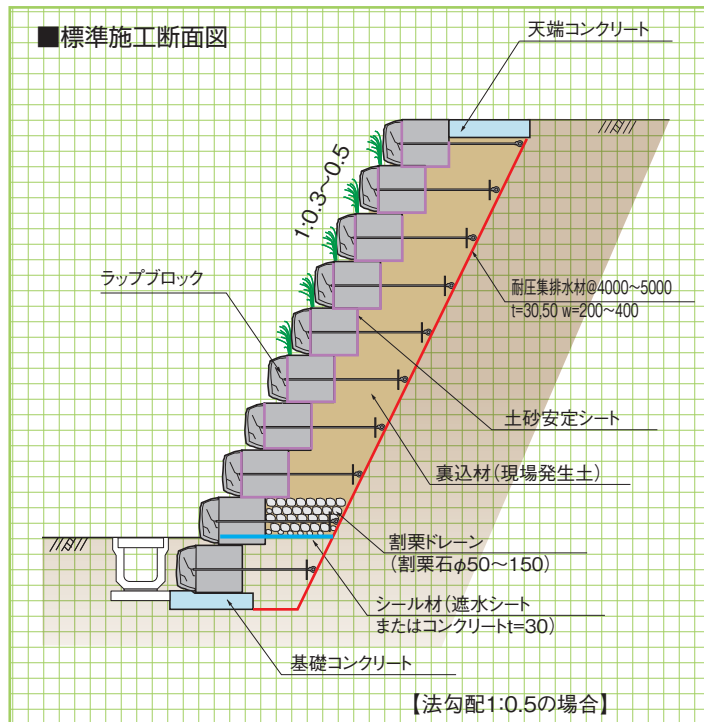 ■標準施工断面図
天端コンクリート
1:0.3~0.5
ラップブロック
耐圧集排水材@4000~5000
t=30,50 w=200~400
土砂安定シート
裏込材(現場発生土)
割栗ドレーン
(割栗石φ50~150)
シール材(遮水シート
またはコンクリートt=30)
基礎コンクリート
【法勾配1:0.5の場合】